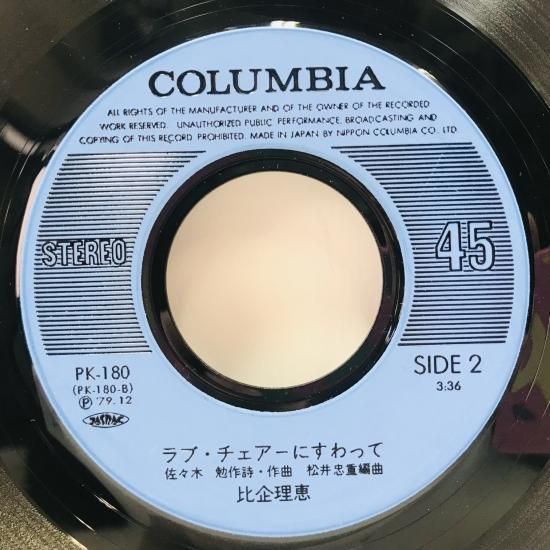 COLUMBIA
ALL RIGHTS OF THE MANUFACTURER AND OF THE OWNER OF THE RECORDED
WORK RESERVED. UNAUTHORIZED PUBLIC PERFORMANCE, BROADCASTING AND
COPYING OF THIS RECORD PROHIBITED. MADE IN JAPAN BY NIPPON COLUMBIA CO., LTD.
STEREO
45
PK-180
(PK-180-B)
Ⓟ '79.12
JASRAC
SIDE 2
3:36
ラブ・チェアーにすわって
佐々木 勉作詩・作曲 松井忠重編曲
比企理恵